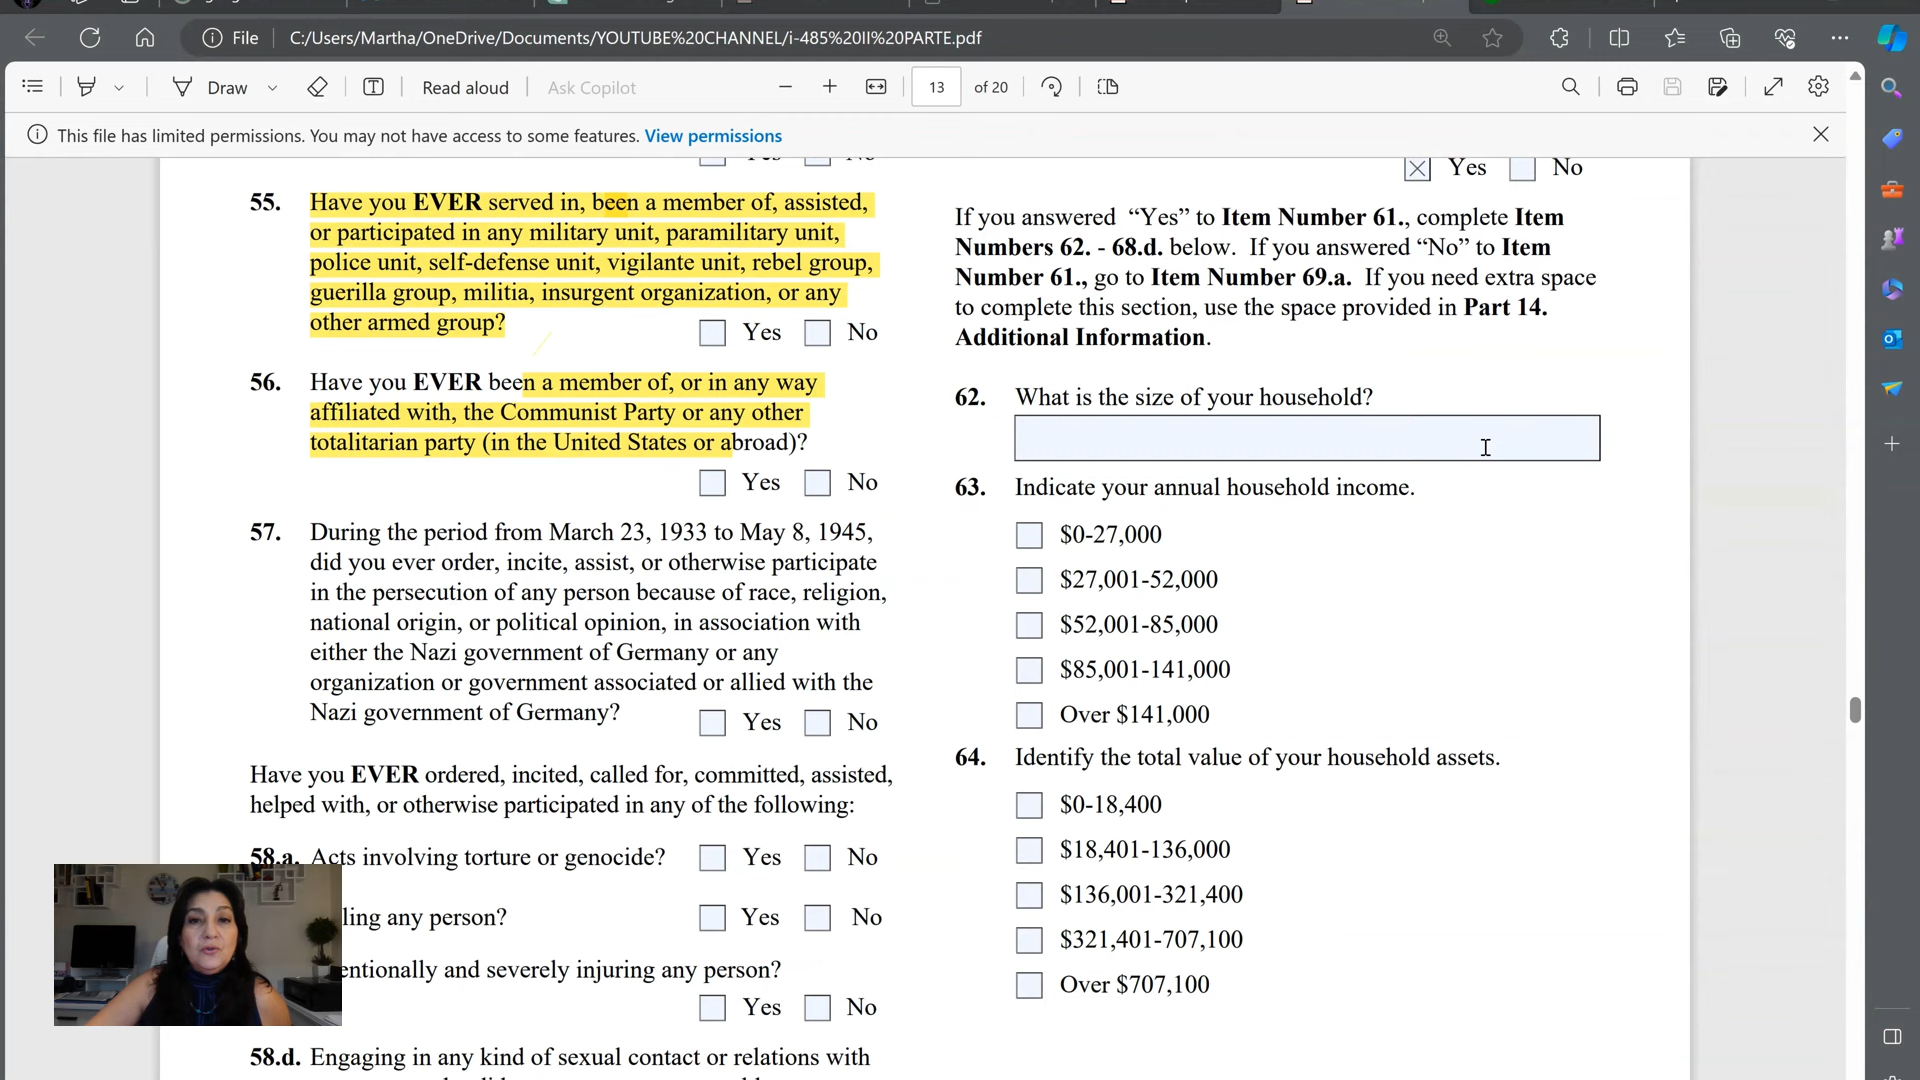 File
C:/Users/Martha/OneDrive/Documents/YOUTUBE%20CHANNEL/i-485%20II%20PARTE.pdf
Draw
Read aloud
Ask Copilot
13 of 20
This file has limited permissions. You may not have access to some features. View permissions
Yes No
55. Have you EVER served in, been a member of, assisted,
or participated in any military unit, paramilitary unit,
police unit, self-defense unit, vigilante unit, rebel group,
guerilla group, militia, insurgent organization, or any
other armed group?
Yes No
56. Have you EVER been a member of, or in any way
affiliated with, the Communist Party or any other
totalitarian party (in the United States or abroad)?
Yes No
57. During the period from March 23, 1933 to May 8, 1945,
did you ever order, incite, assist, or otherwise participate
in the persecution of any person because of race, religion,
national origin, or political opinion, in association with
either the Nazi government of Germany or any
organization or government associated or allied with the
Nazi government of Germany?
Yes No
Have you EVER ordered, incited, called for, committed, assisted,
helped with, or otherwise participated in any of the following:
58.a. Acts involving torture or genocide?
Yes No
ling any person?
Yes No
entionally and severely injuring any person?
Yes No
58.d. Engaging in any kind of sexual contact or relations with
Yes No
If you answered "Yes" to Item Number 61., complete Item
Numbers 62. - 68.d. below. If you answered "No" to Item
Number 61., go to Item Number 69.a. If you need extra space
to complete this section, use the space provided in Part 14.
Additional Information.
62. What is the size of your household?
63. Indicate your annual household income.
$0-27,000
$27,001-52,000
$52,001-85,000
$85,001-141,000
Over $141,000
64. Identify the total value of your household assets.
$0-18,400
$18,401-136,000
$136,001-321,400
$321,401-707,100
Over $707,100